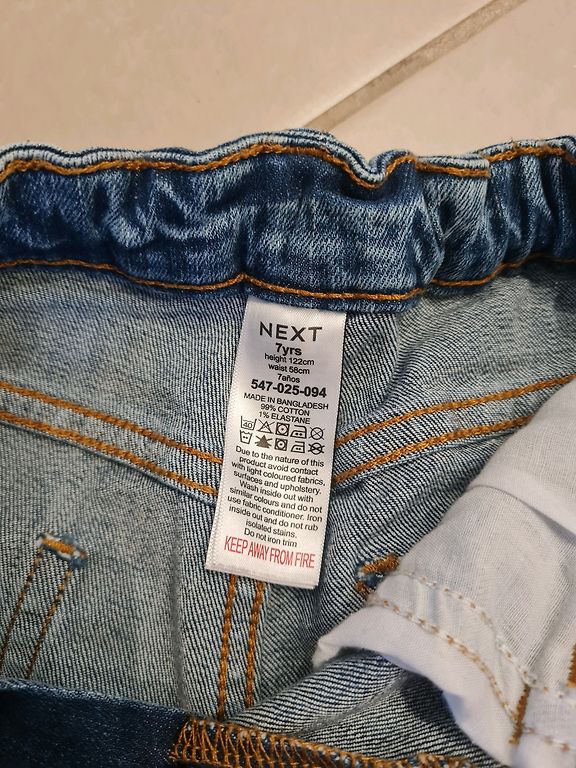 NEXT
7yrs
height 122cm
waist 58cm
7años
547-025-094
MADE IN BANGLADESH
99% COTTON
1% ELASTANE
40
Due to the nature of this
product avoid contact
with light coloured fabrics,
surfaces and upholstery.
Wash inside out with
similar colours and do not
use fabric conditioner. Iron
inside out and do not rub
isolated stains.
Do not iron trim
KEEP AWAY FROM FIRE